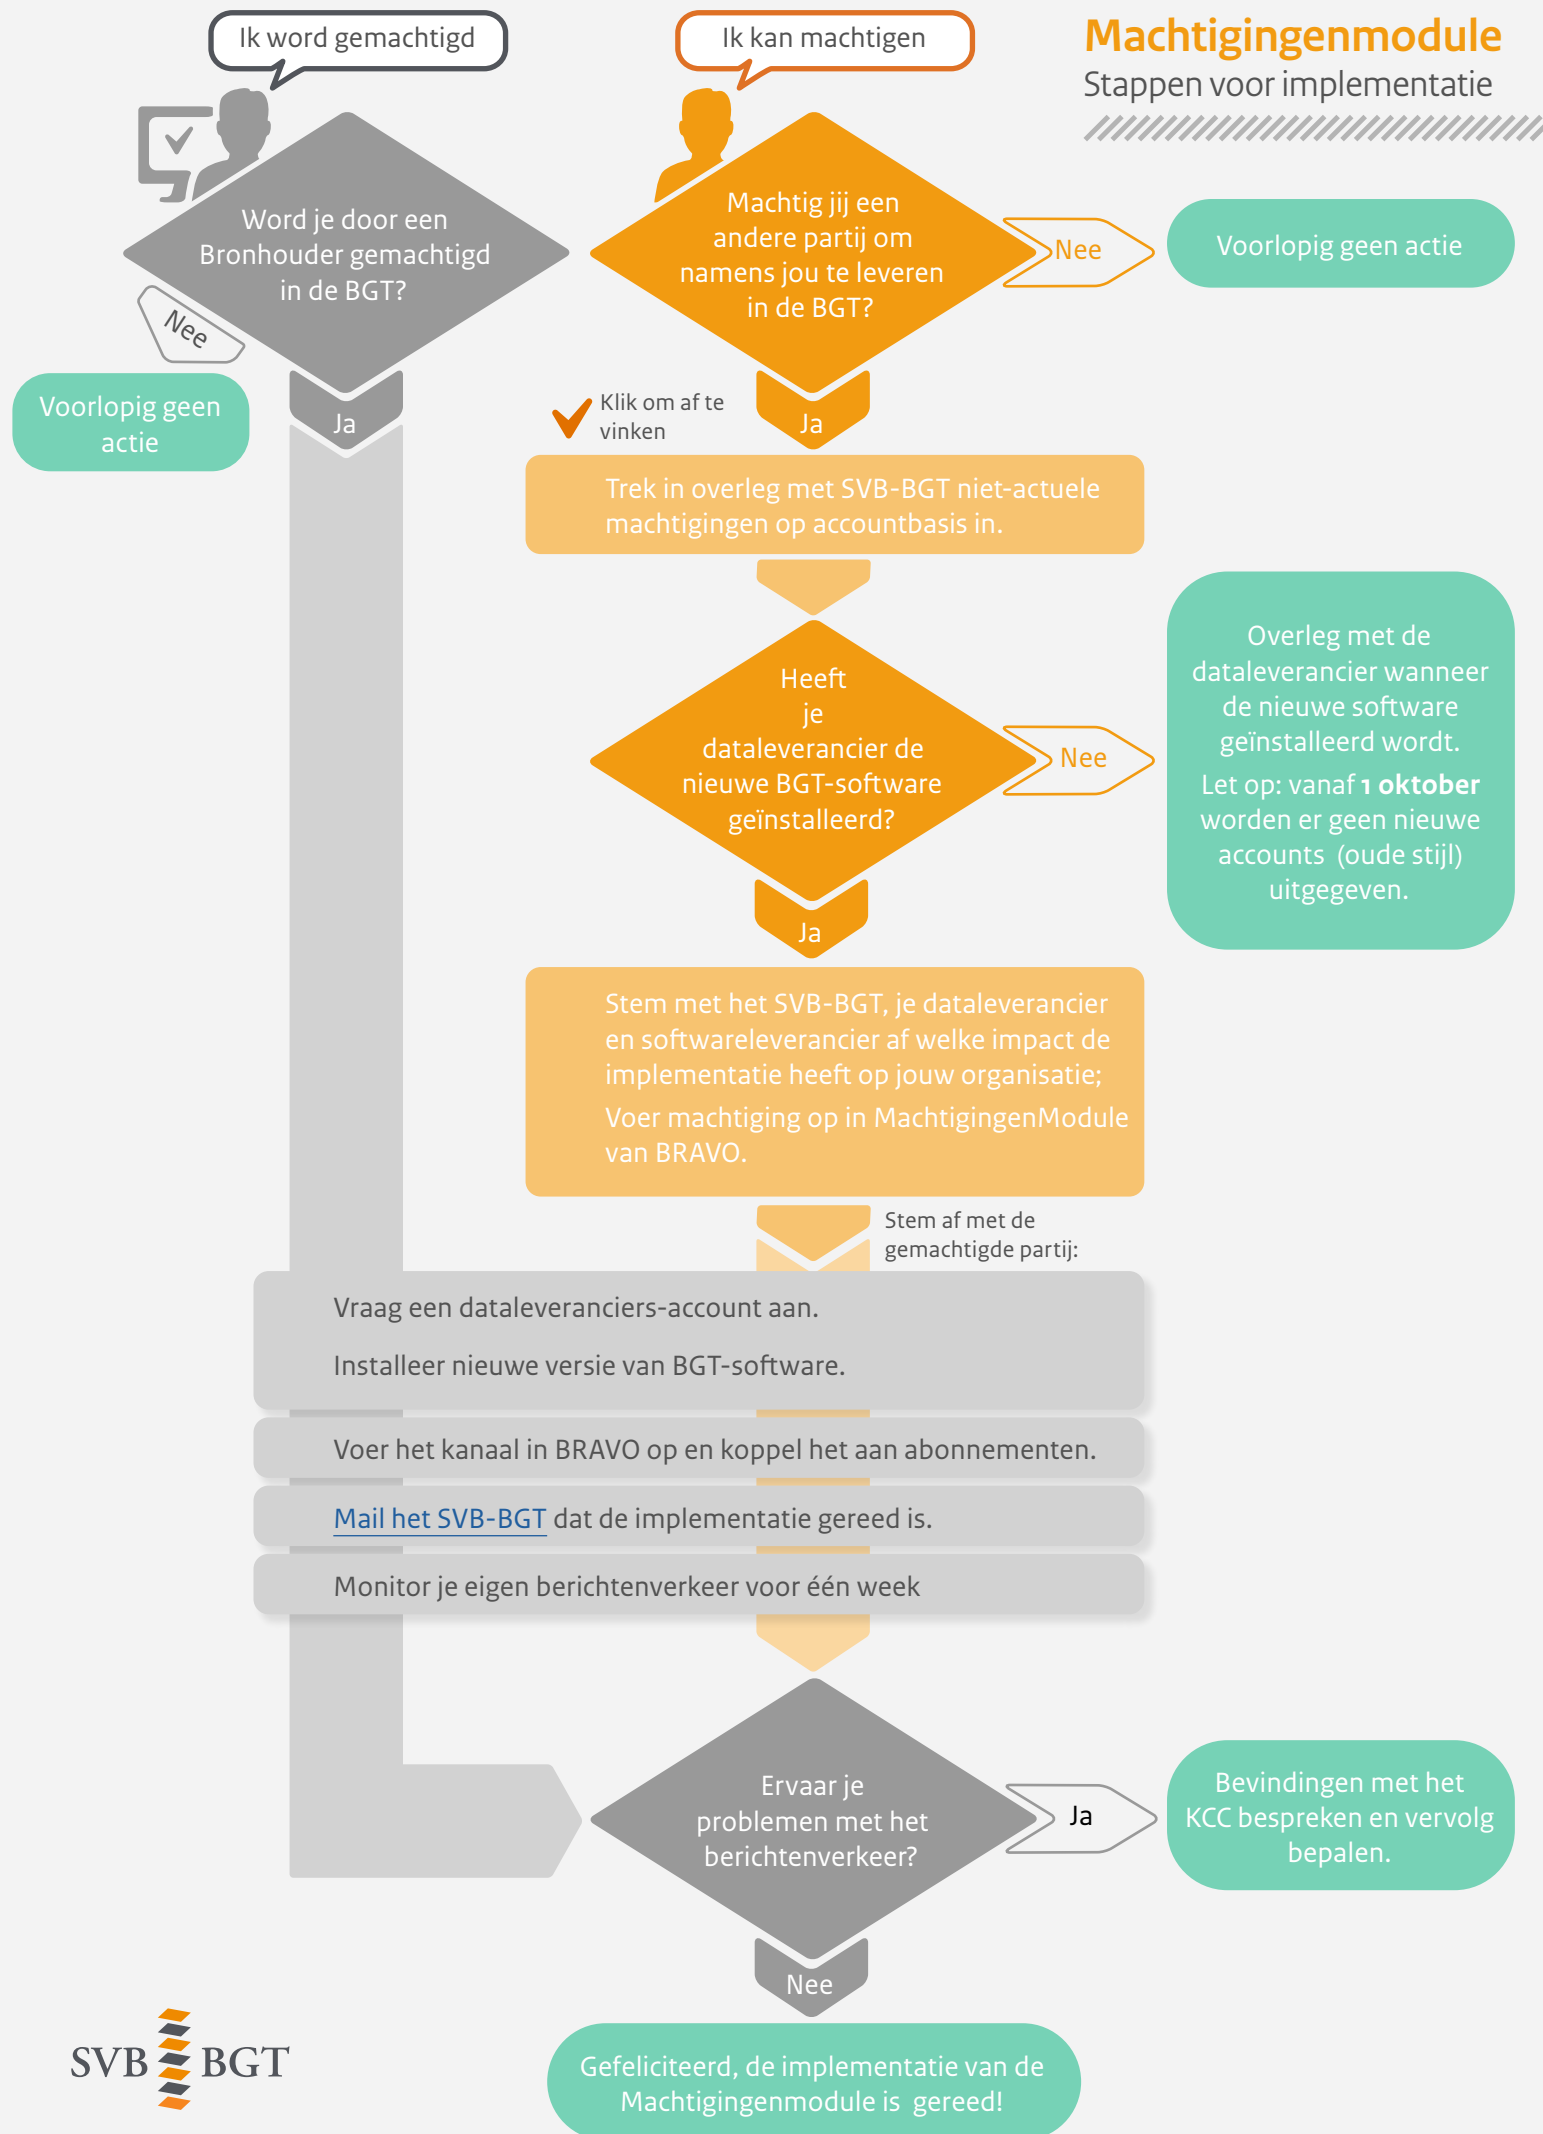 Ik word gemachtigd
Ik kan machtigen
Machtigingenmodule
Stappen voor implementatie
Word je door een
Bronhouder gemachtigd
in de BGT?
Nee
Voorlopig geen
actie
Ja
Machtig jij een
andere partij om
namens jou te leveren
in de BGT?
Nee
Voorlopig geen actie
Klik om af te
vinken
Ja
Trek in overleg met SVB-BGT niet-actuele
machtigingen op accountbasis in.
Heeft
je
dataleverancier de
nieuwe BGT-software
geïnstalleerd?
Nee
Overleg met de
dataleverancier wanneer
de nieuwe software
geïnstalleerd wordt.
Let op: vanaf 1 oktober
worden er geen nieuwe
accounts (oude stijl)
uitgegeven.
Ja
Stem met het SVB-BGT, je dataleverancier
en softwareleverancier af welke impact de
implementatie heeft op jouw organisatie;
Voer machtiging op in MachtigingenModule
van BRAVO.
Stem af met de
gemachtigde partij:
Vraag een dataleveranciers-account aan.
Installeer nieuwe versie van BGT-software.
Voer het kanaal in BRAVO op en koppel het aan abonnementen.
Mail het SVB-BGT dat de implementatie gereed is.
Monitor je eigen berichtenverkeer voor één week
Ervaar je
problemen met het
berichtenverkeer?
Ja
Bevindingen met het
KCC bespreken en vervolg
bepalen.
Nee
Gefeliciteerd, de implementatie van de
Machtigingenmodule is gereed!
SVB BGT